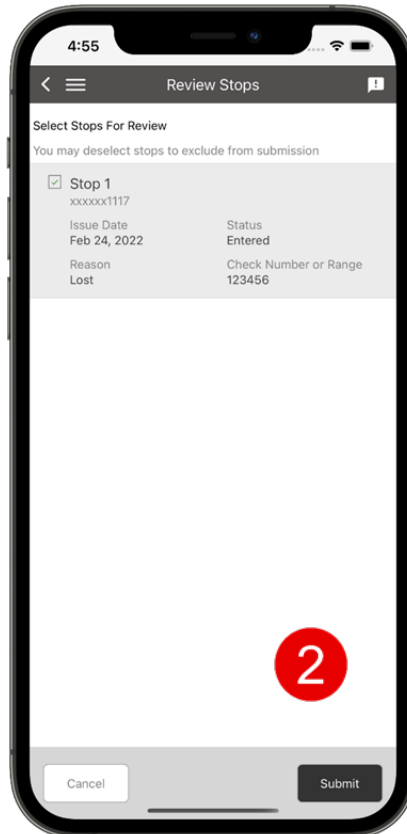 4:55
Review Stops
Select Stops For Review
You may deselect stops to exclude from submission
Stop 1
xxxxxx1117
Issue Date Status
Feb 24, 2022 Entered
Reason Check Number or Range
Lost 123456
2
Cancel Submit